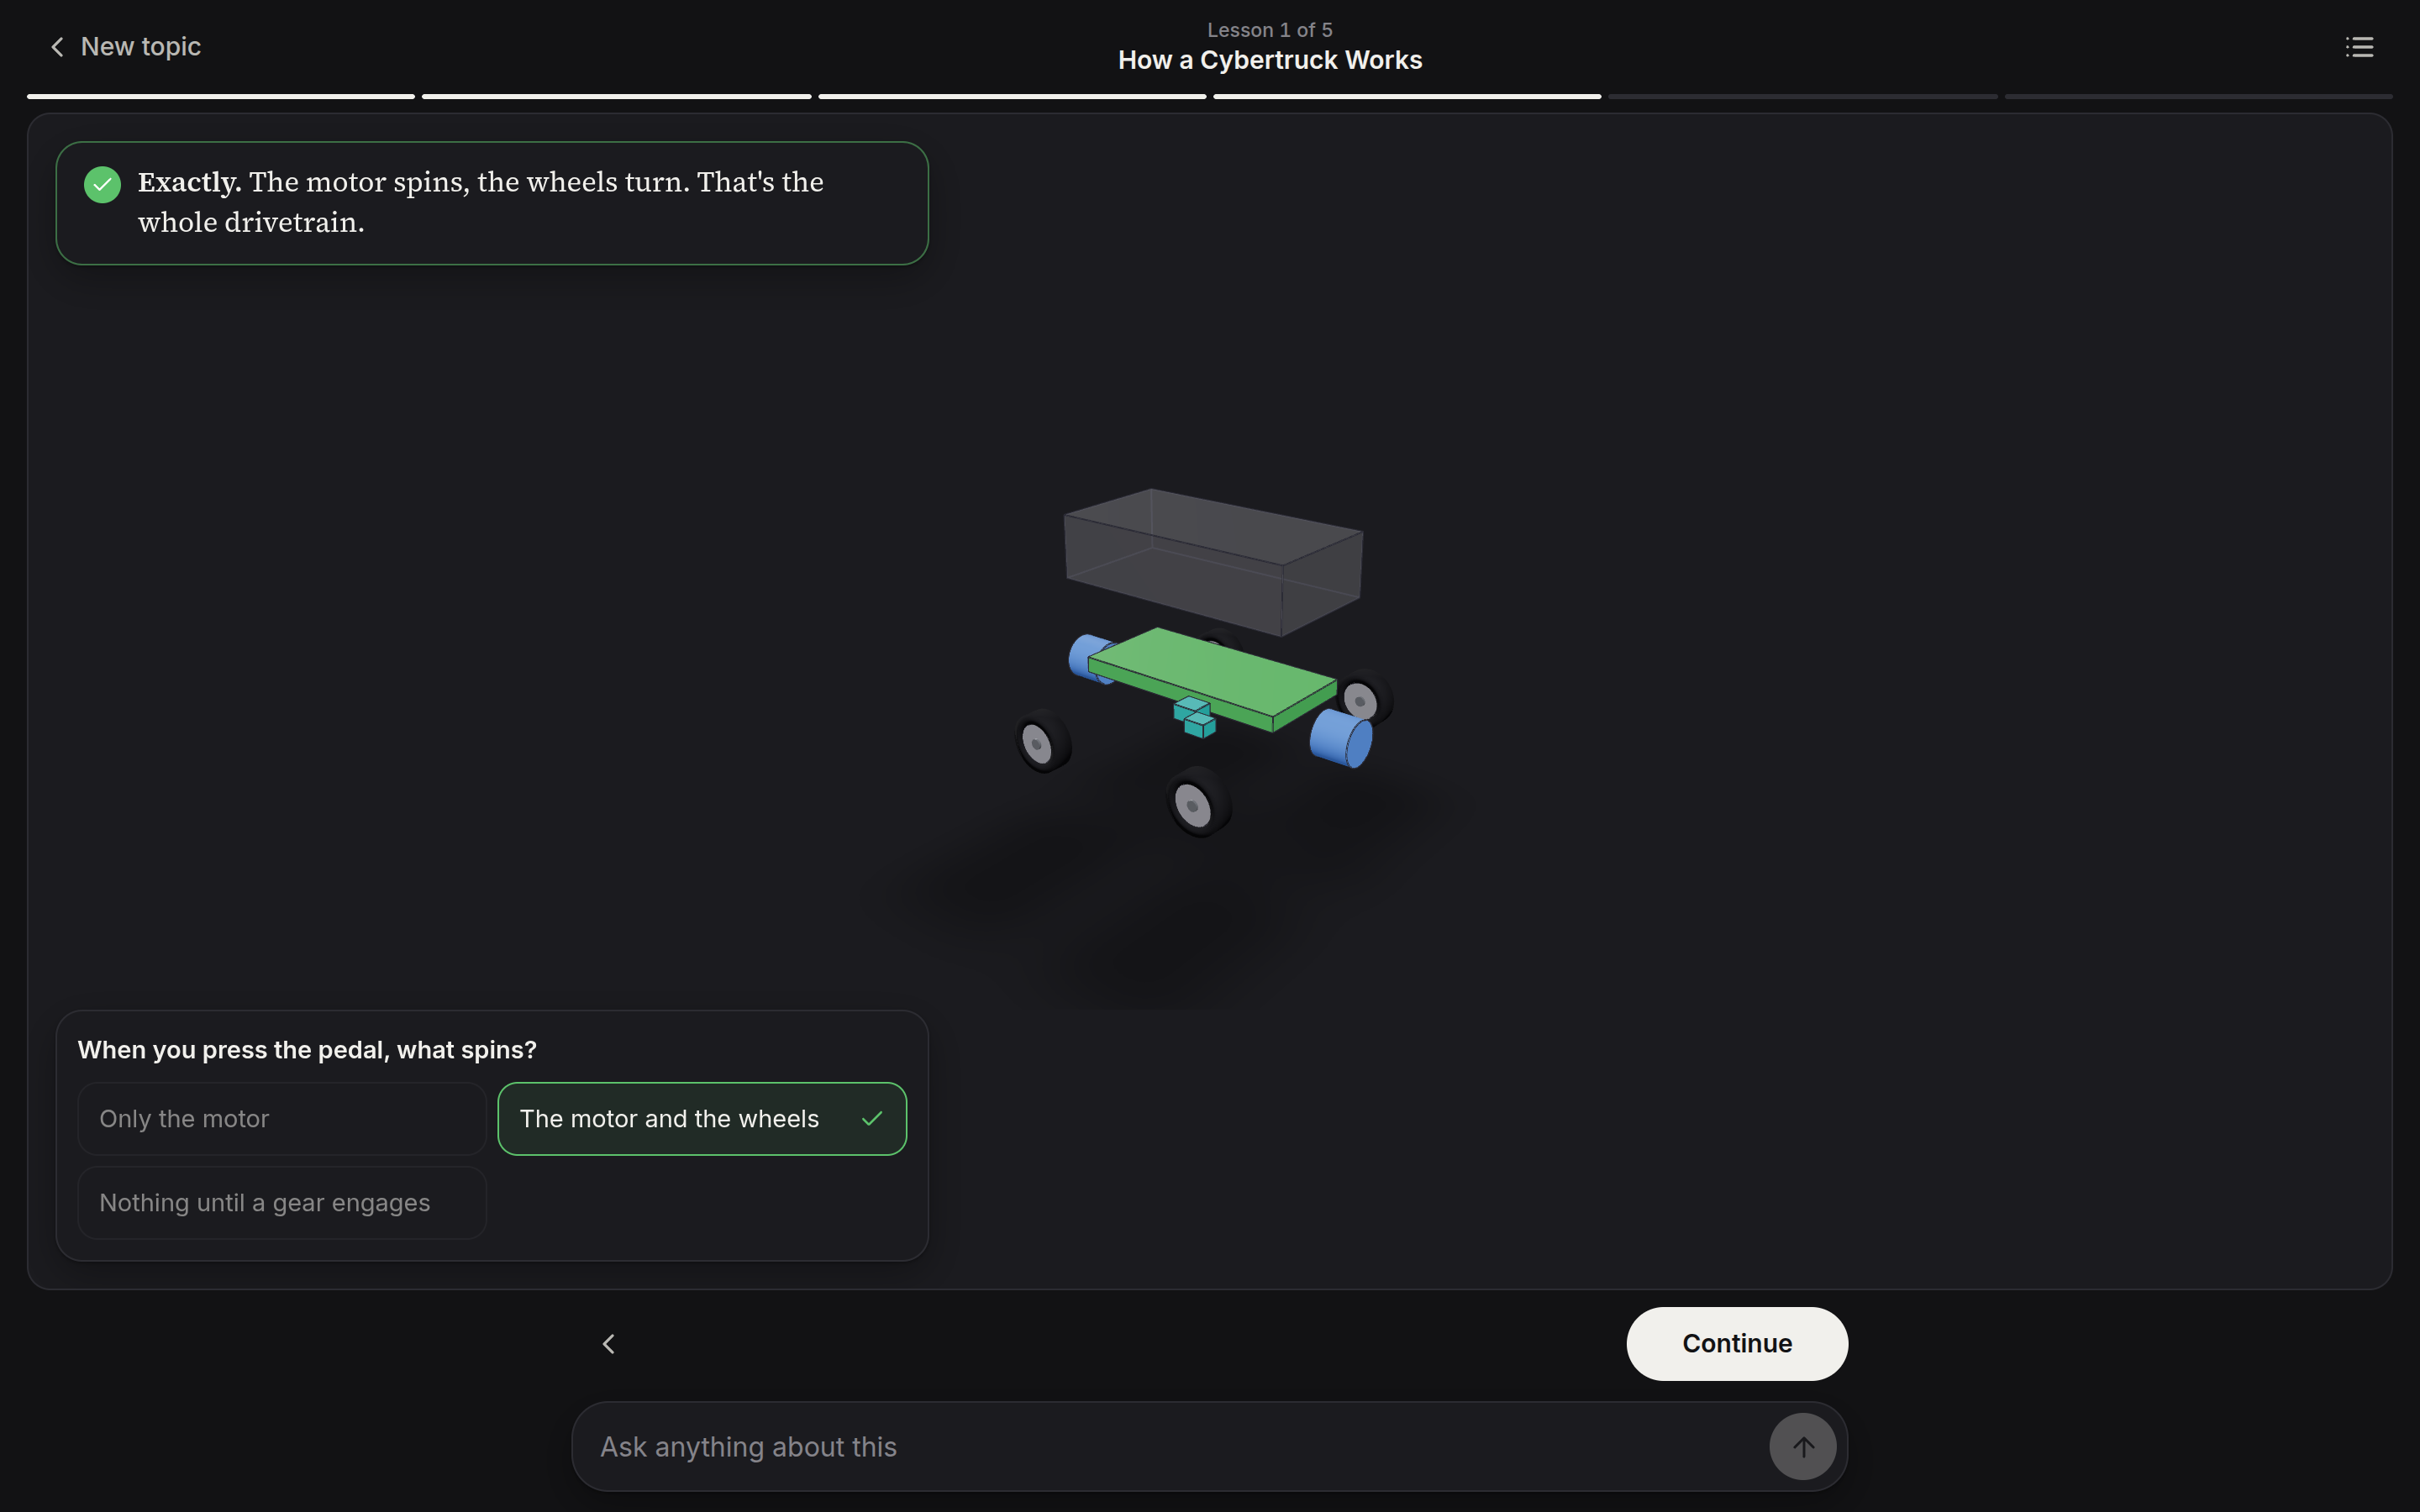 New topic
Lesson 1 of 5
How a Cybertruck Works
Exactly. The motor spins, the wheels turn. That's the
whole drivetrain.
When you press the pedal, what spins?
Only the motor
The motor and the wheels
Nothing until a gear engages
Continue
Ask anything about this